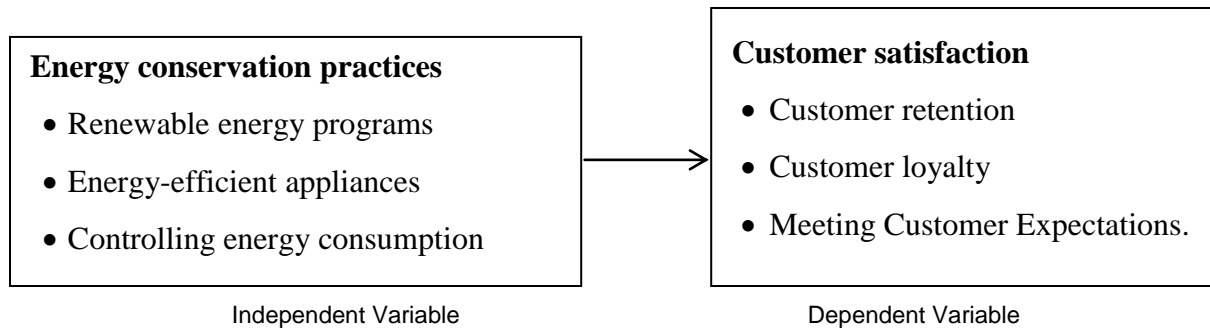 Energy conservation practices
• Renewable energy programs
• Energy-efficient appliances
• Controlling energy consumption
Independent Variable
Customer satisfaction
• Customer retention
• Customer loyalty
• Meeting Customer Expectations.
Dependent Variable